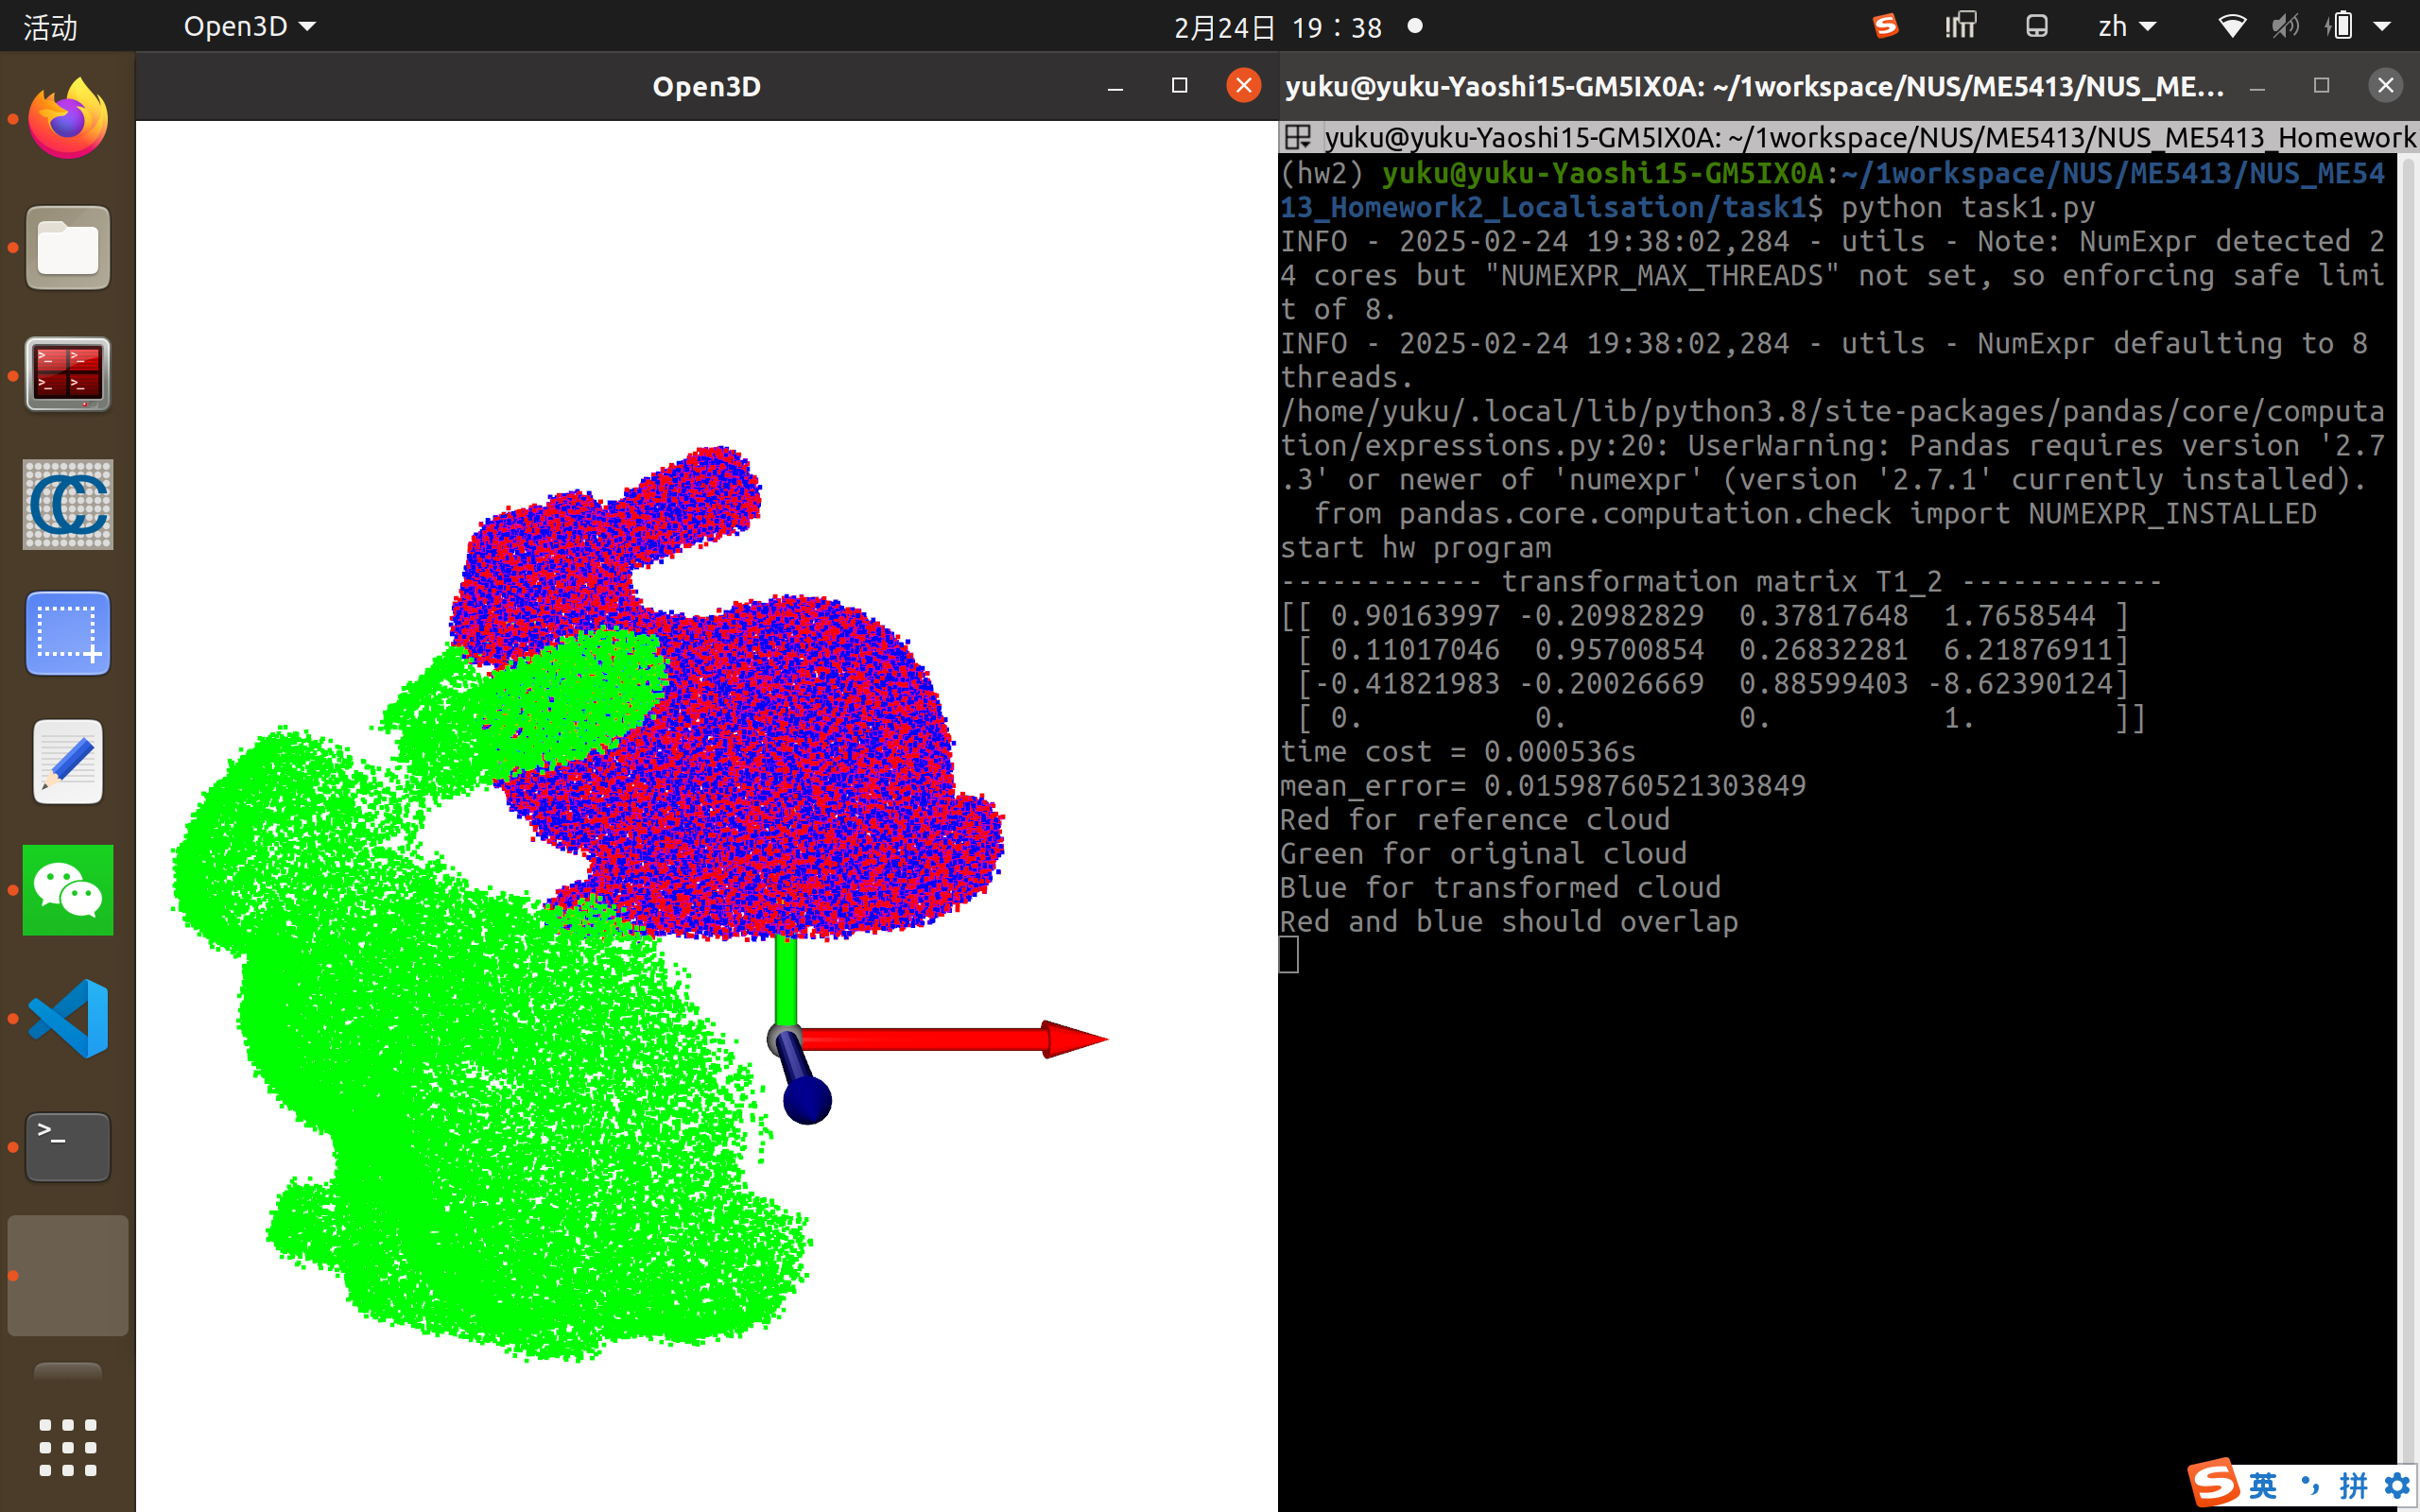 活动
Open3D
2月24日 19：38
zh
Open3D
yuku@yuku-Yaoshi15-GM5IX0A: ~/1workspace/NUS/ME5413/NUS_ME...
yuku@yuku-Yaoshi15-GM5IX0A: ~/1workspace/NUS/ME5413/NUS_ME5413_Homework
(hw2) yuku@yuku-Yaoshi15-GM5IX0A:~/1workspace/NUS/ME5413/NUS_ME54
13_Homework2_Localisation/task1$ python task1.py
INFO - 2025-02-24 19:38:02,284 - utils - Note: NumExpr detected 2
4 cores but "NUMEXPR_MAX_THREADS" not set, so enforcing safe limi
t of 8.
INFO - 2025-02-24 19:38:02,284 - utils - NumExpr defaulting to 8
threads.
/home/yuku/.local/lib/python3.8/site-packages/pandas/core/computa
tion/expressions.py:20: UserWarning: Pandas requires version '2.7
.3' or newer of 'numexpr' (version '2.7.1' currently installed).
  from pandas.core.computation.check import NUMEXPR_INSTALLED
start hw program
------------ transformation matrix T1_2 ------------
[[ 0.90163997 -0.20982829  0.37817648  1.7658544 ]
 [ 0.11017046  0.95700854  0.26832281  6.21876911]
 [-0.41821983 -0.20026669  0.88599403 -8.62390124]
 [ 0.          0.          0.          1.        ]]
time cost = 0.000536s
mean_error= 0.01598760521303849
Red for reference cloud
Green for original cloud
Blue for transformed cloud
Red and blue should overlap
英 拼